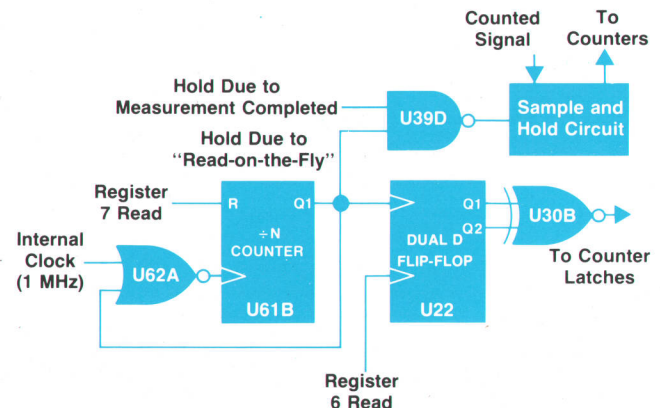 Counted
Signal
To
Counters
Hold Due to
Measurement Completed
U39D
Sample and
Hold Circuit
Hold Due to
"Read-on-the-Fly"
Register
7 Read
R
Q1
÷N
COUNTER
U61B
Internal
Clock
(1 MHz)
U62A
Q1
Q2
DUAL D
FLIP-FLOP
U22
U30B
To Counter
Latches
Register
6 Read